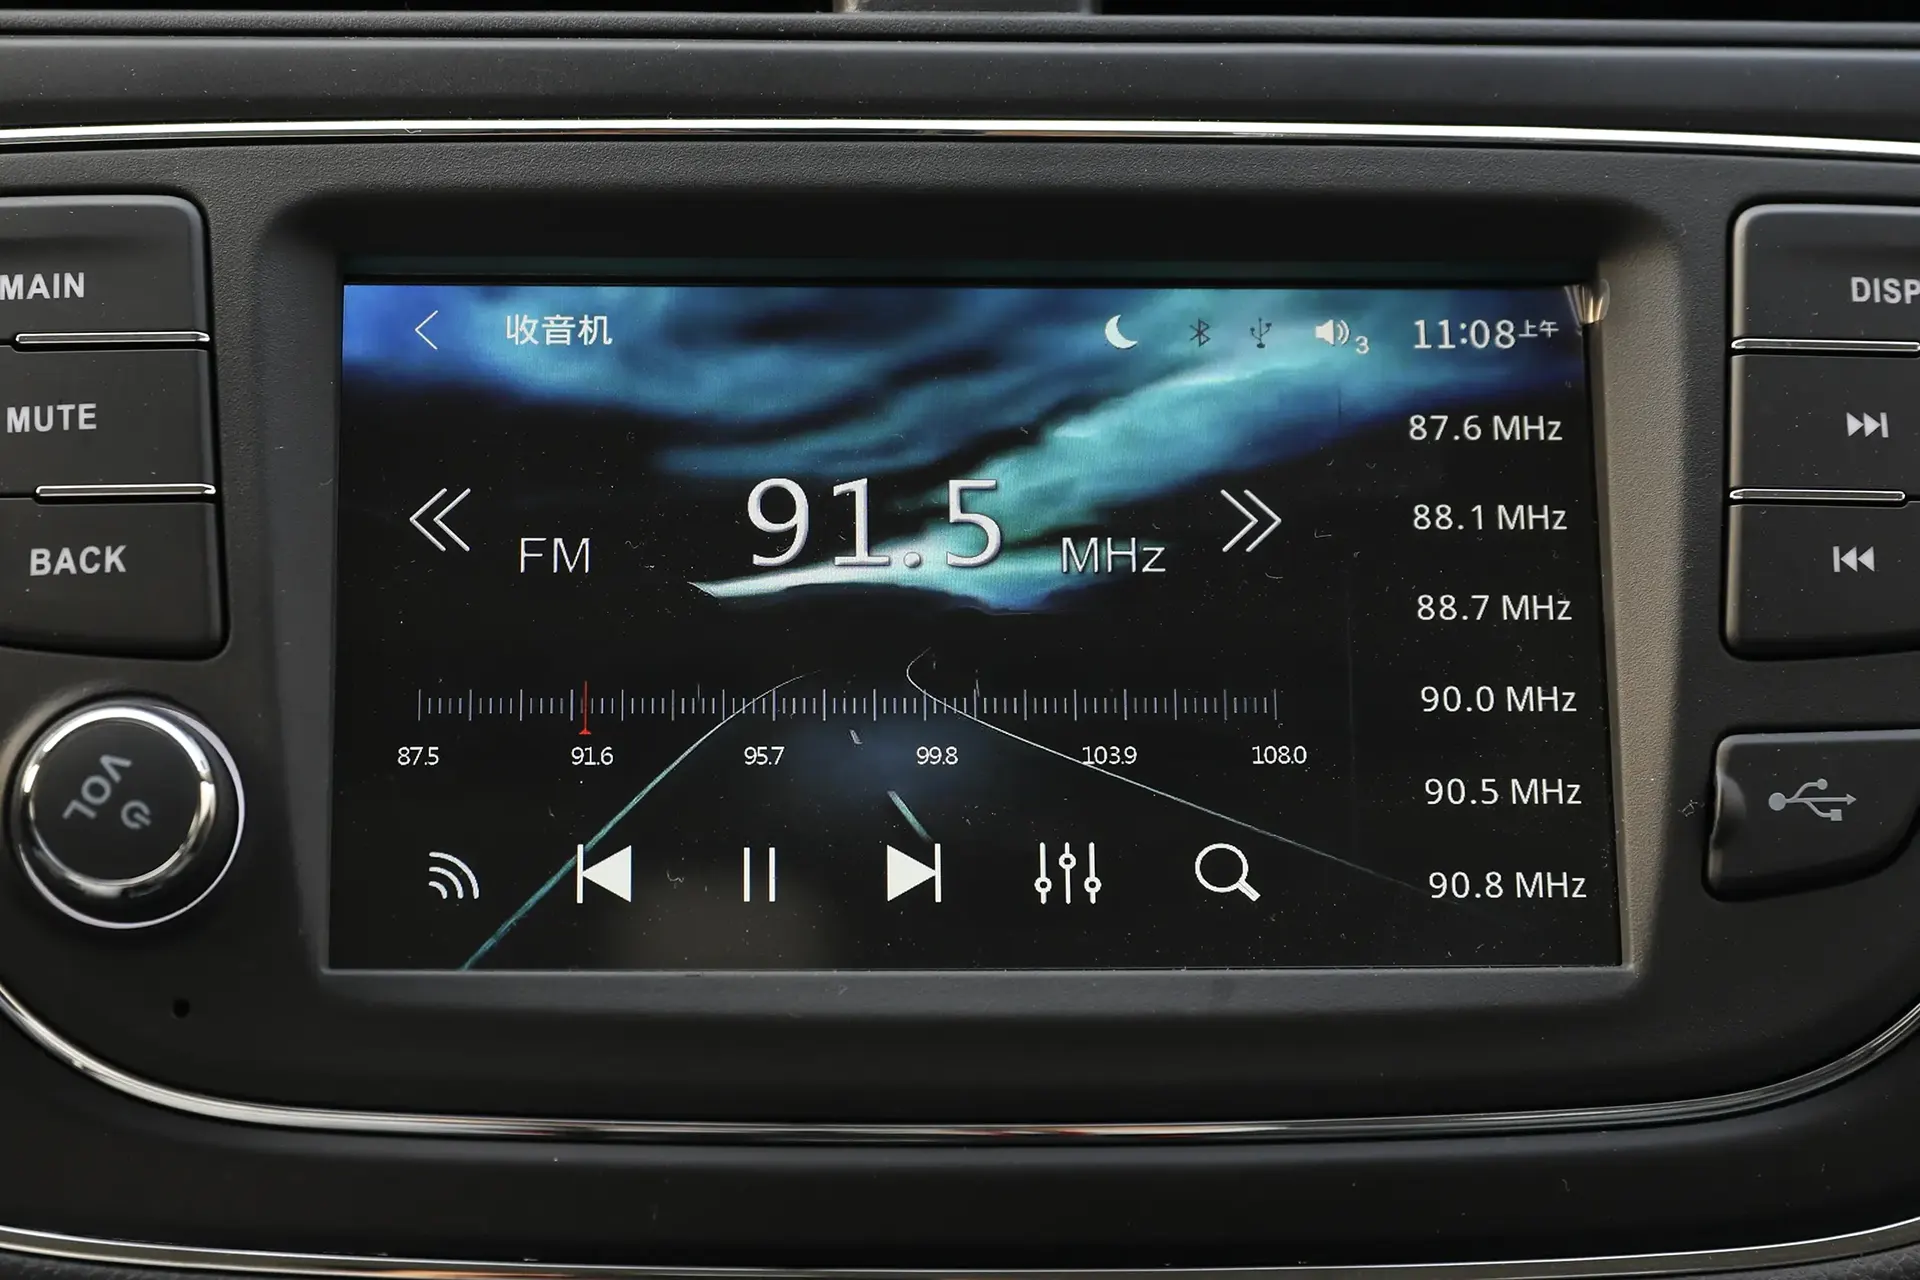 MAIN
MUTE
BACK
VOL
收音机
3
11:08上午
FM 91.5 MHz
87.5 91.6 95.7 99.8 103.9 108.0
87.6 MHz
88.1 MHz
88.7 MHz
90.0 MHz
90.5 MHz
90.8 MHz
DISP